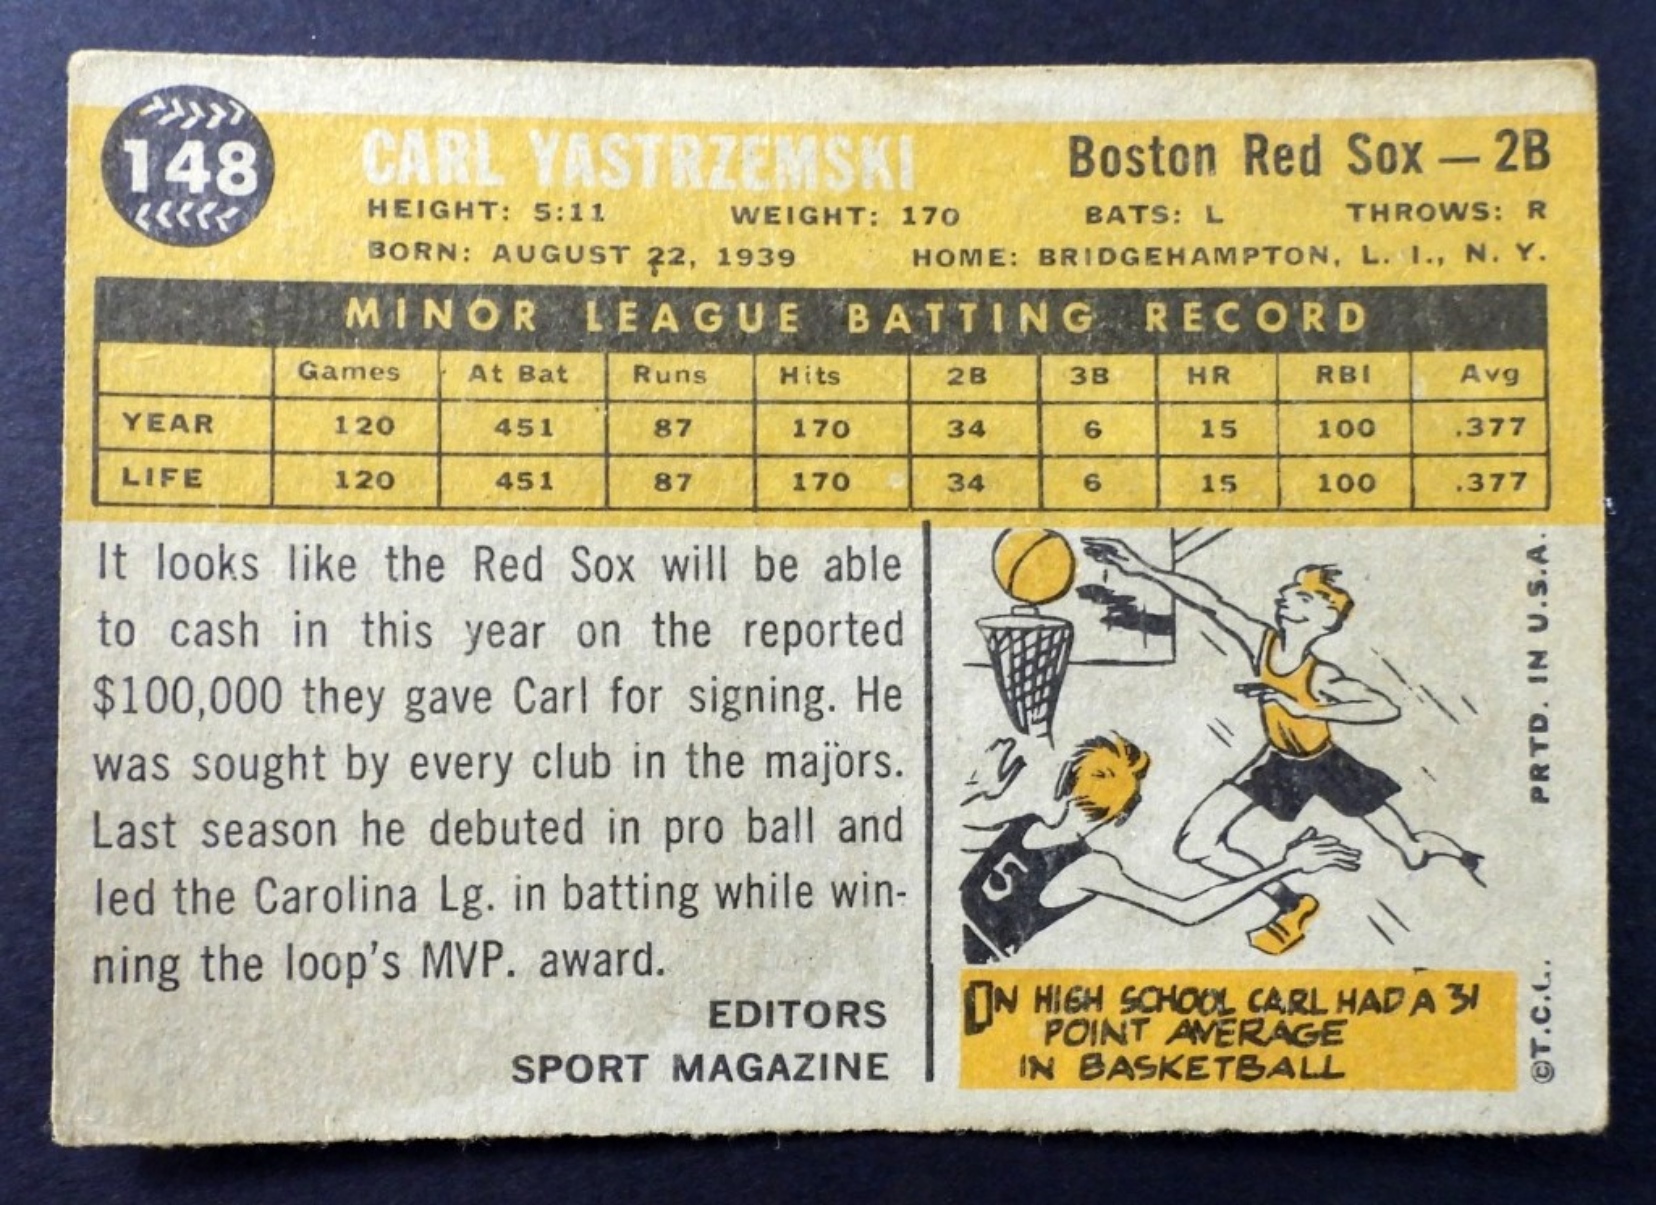 148
CARL YASTRZEMSKI Boston Red Sox — 2B
HEIGHT: 5:11 WEIGHT: 170 BATS: L THROWS: R
BORN: AUGUST 22, 1939 HOME: BRIDGEHAMPTON, L. I., N. Y.
MINOR LEAGUE BATTING RECORD
Games At Bat Runs Hits 2B 3B HR RBI Avg
YEAR 120 451 87 170 34 6 15 100 .377
LIFE 120 451 87 170 34 6 15 100 .377
It looks like the Red Sox will be able
to cash in this year on the reported
$100,000 they gave Carl for signing. He
was sought by every club in the majors.
Last season he debuted in pro ball and
led the Carolina Lg. in batting while win-
ning the loop's MVP. award.
EDITORS
SPORT MAGAZINE
5
IN HIGH SCHOOL CARL HAD A 31
POINT AVERAGE
IN BASKETBALL
©T.C.G. PRTD. IN U.S.A.